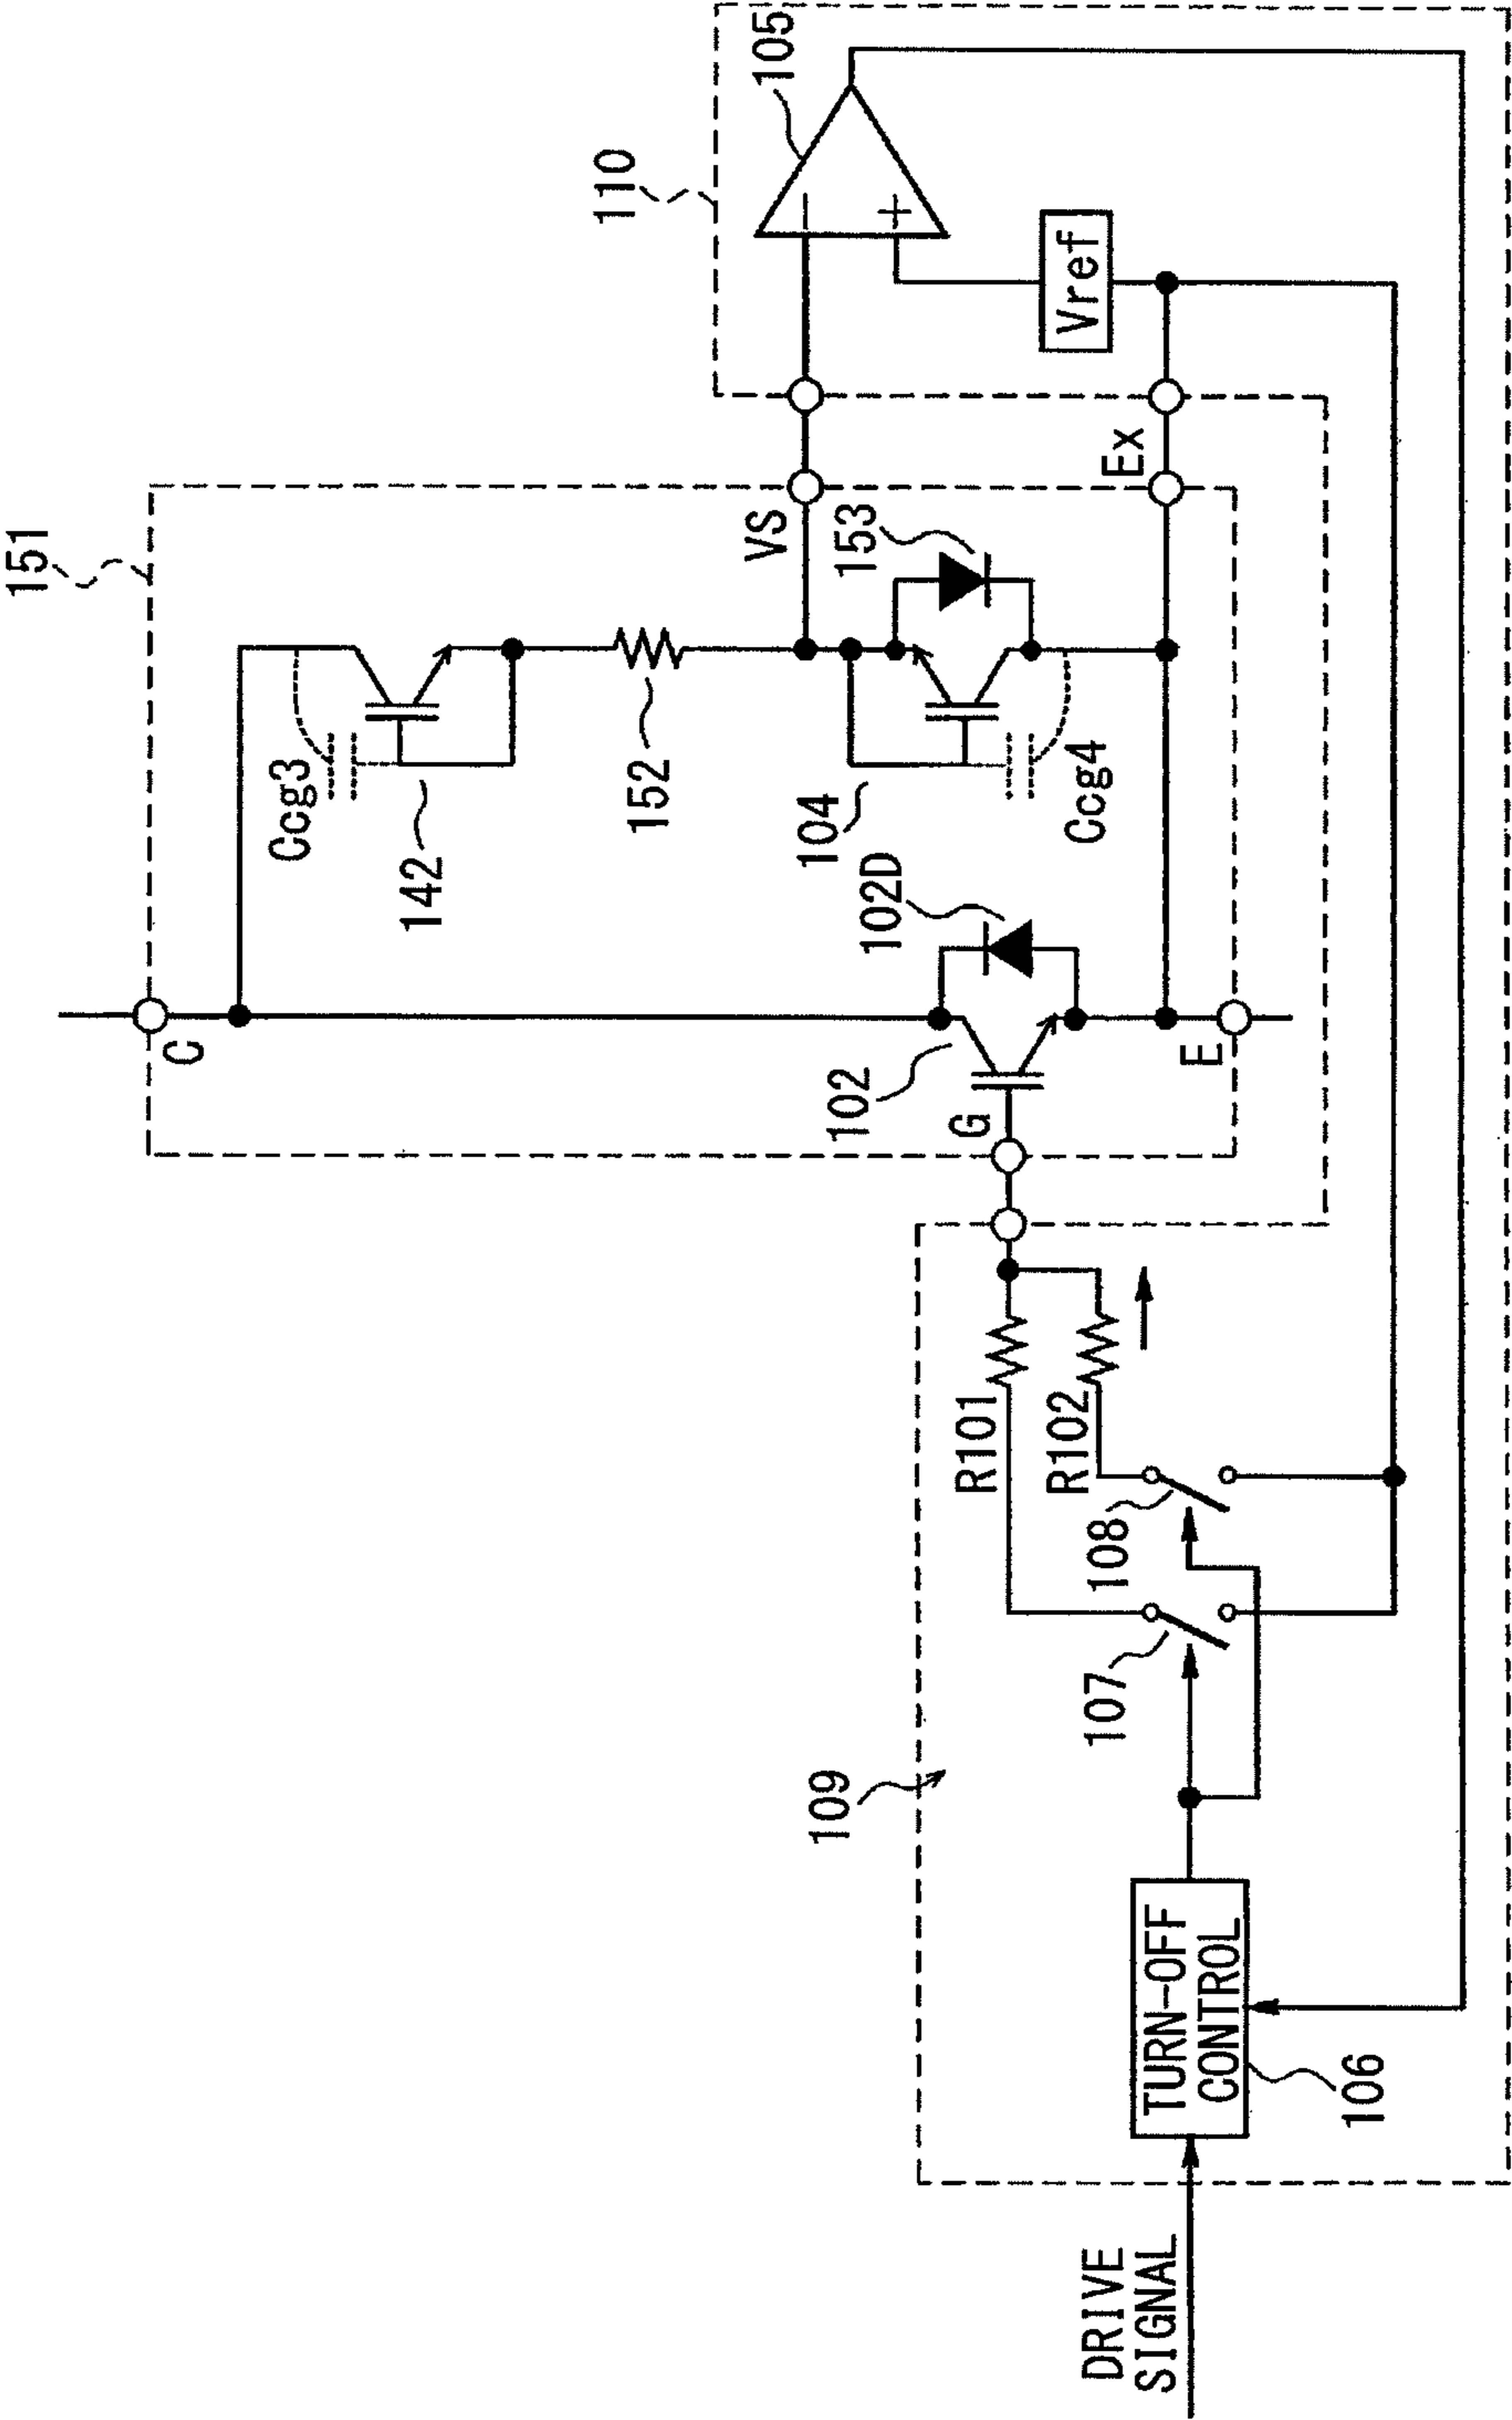 151
110
105
C
Ccg3
142
152
VS
153
104
Ccg4
Ex
−
+
Vref
102
102D
G
E
109
R101
R102
107
108
DRIVE
SIGNAL
TURN-OFF
CONTROL
106